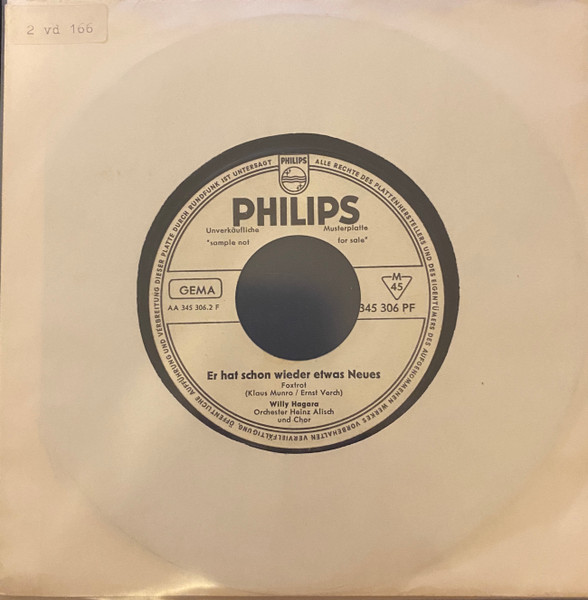 2 vd 166
PHILIPS
ALLE RECHTE DES PLATTENHERSTELLERS UND DES EIGENTÜMERS DES AUFGENOMMENEN WERKES VORBEHALTEN VERVIELFÄLTIGUNG, ÖFFENTLICHE AUFFÜHRUNG UND VERBREITUNG DIESER PLATTE DURCH RUNDFUNK IST UNTERSAGT
PHILIPS
Unverkäufliche Musterplatte
"sample not for sale"
GEMA
M
45
AA 345 306.2 F
345 306 PF
Er hat schon wieder etwas Neues
Foxtrot
(Klaus Munro / Ernst Verch)
Willy Hagara
Orchester Heinz Alisch
und Chor